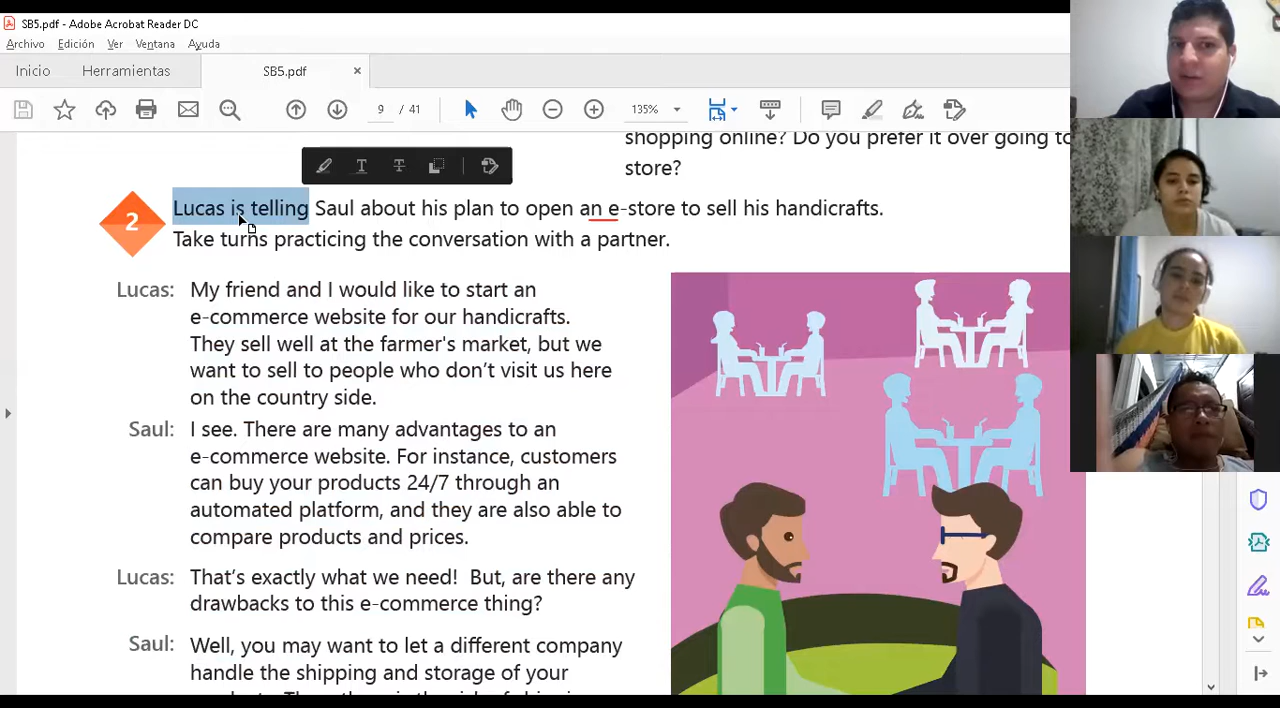 SB5.pdf - Adobe Acrobat Reader DC
Archivo Edición Ver Ventana Ayuda
Inicio Herramientas SB5.pdf ×
9 / 41 135%
shopping online? Do you prefer it over going to
store?
2
Lucas is telling Saul about his plan to open an e-store to sell his handicrafts.
Take turns practicing the conversation with a partner.
Lucas: My friend and I would like to start an
e-commerce website for our handicrafts.
They sell well at the farmer's market, but we
want to sell to people who don't visit us here
on the country side.
Saul: I see. There are many advantages to an
e-commerce website. For instance, customers
can buy your products 24/7 through an
automated platform, and they are also able to
compare products and prices.
Lucas: That's exactly what we need! But, are there any
drawbacks to this e-commerce thing?
Saul: Well, you may want to let a different company
handle the shipping and storage of your